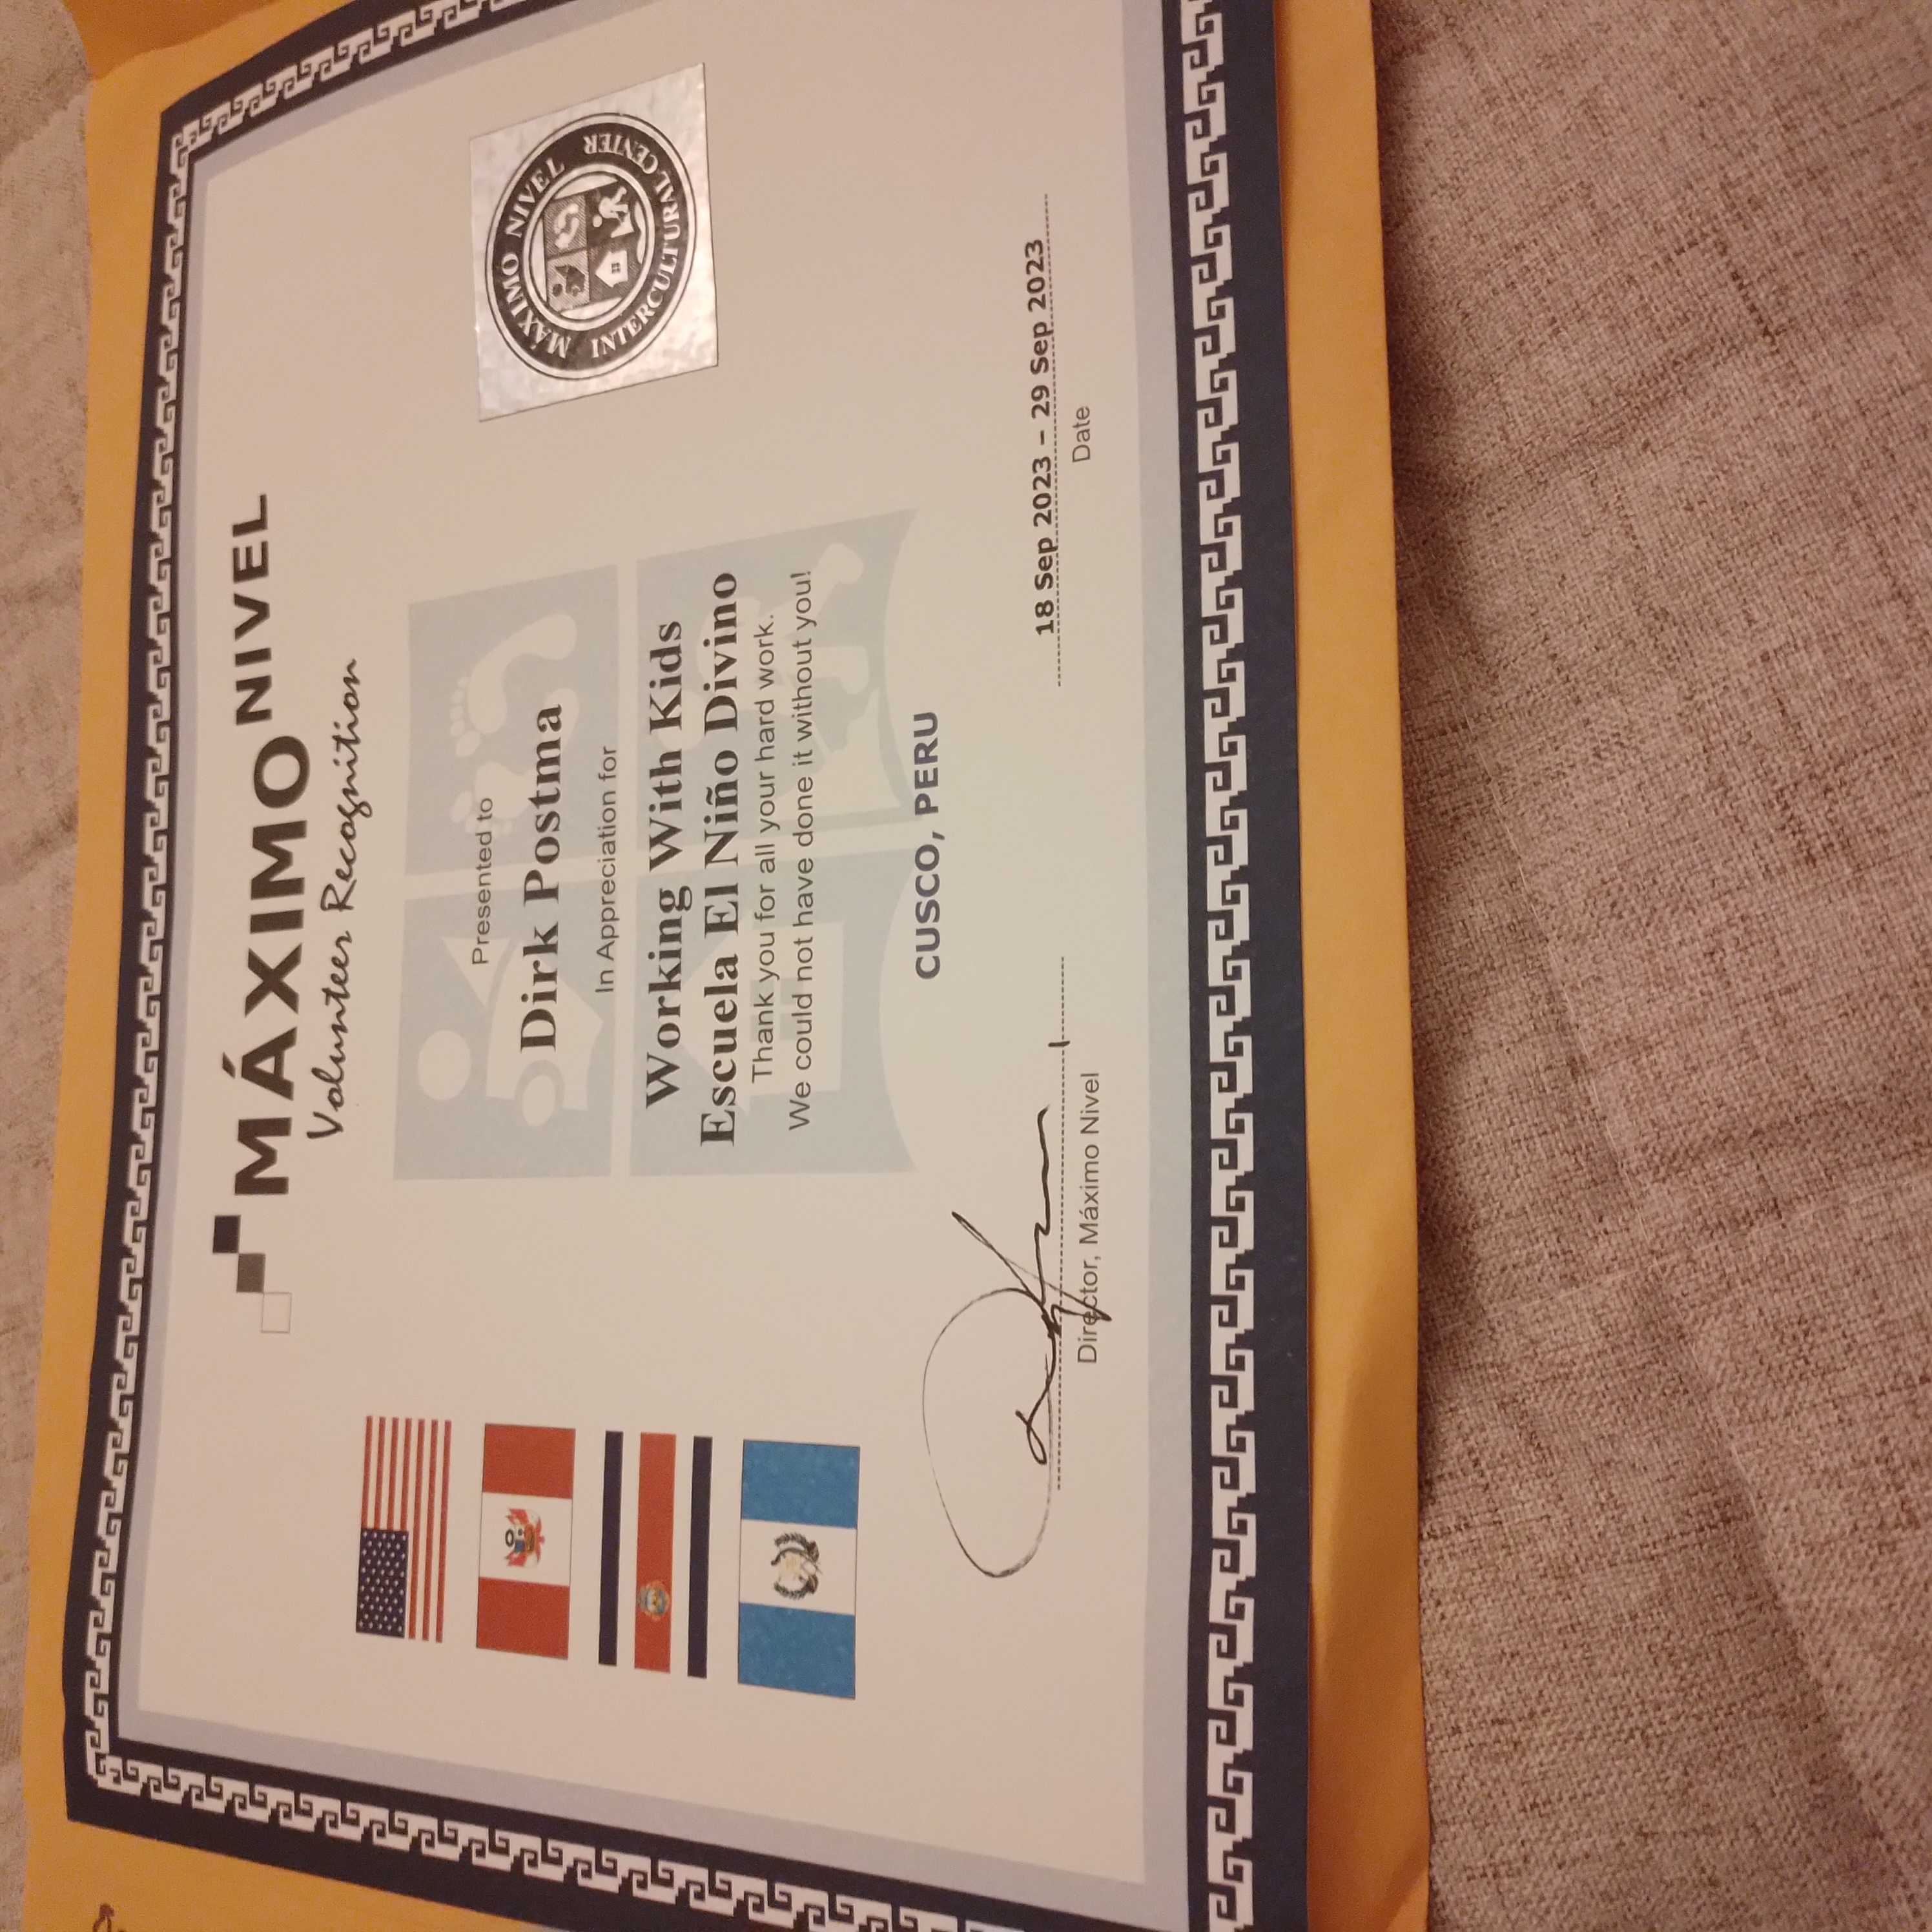 MÁXIMO NIVEL
Volunteer Recognition
MÁXIMO NIVEL
INTERCULTURAL CENTER
Presented to
Dirk Postma
In Appreciation for
Working With Kids
Escuela El Niño Divino
Thank you for all your hard work.
We could not have done it without you!
CUSCO, PERU
Director, Máximo Nivel
18 Sep 2023 – 29 Sep 2023
Date